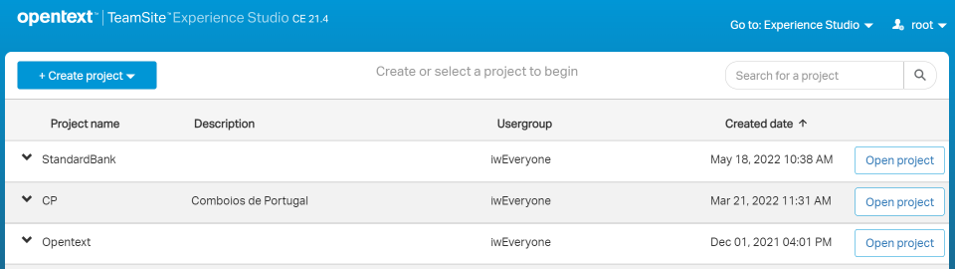 opentext™ | TeamSite™ Experience Studio CE 21.4
Go to: Experience Studio root
+ Create project
Create or select a project to begin
Search for a project
Project name Description Usergroup Created date ↑
StandardBank iwEveryone May 18, 2022 10:38 AM Open project
CP Comboios de Portugal iwEveryone Mar 21, 2022 11:31 AM Open project
Opentext iwEveryone Dec 01, 2021 04:01 PM Open project